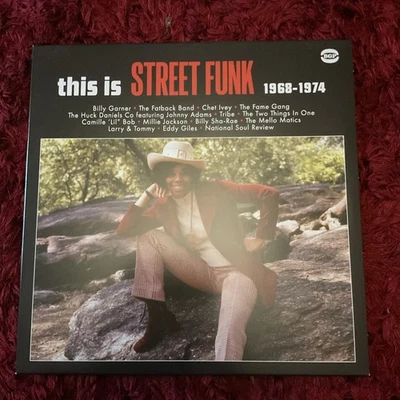 BGP
this is STREET FUNK 1968-1974
Billy Garner • The Fatback Band • Chet Ivey • The Fame Gang
The Huck Daniels Co featuring Johnny Adams • Tribe • The Two Things In One
Camille 'Lil' Bob • Millie Jackson • Billy Sha-Rae • The Mello Matics
Larry & Tommy • Eddy Giles • National Soul Review